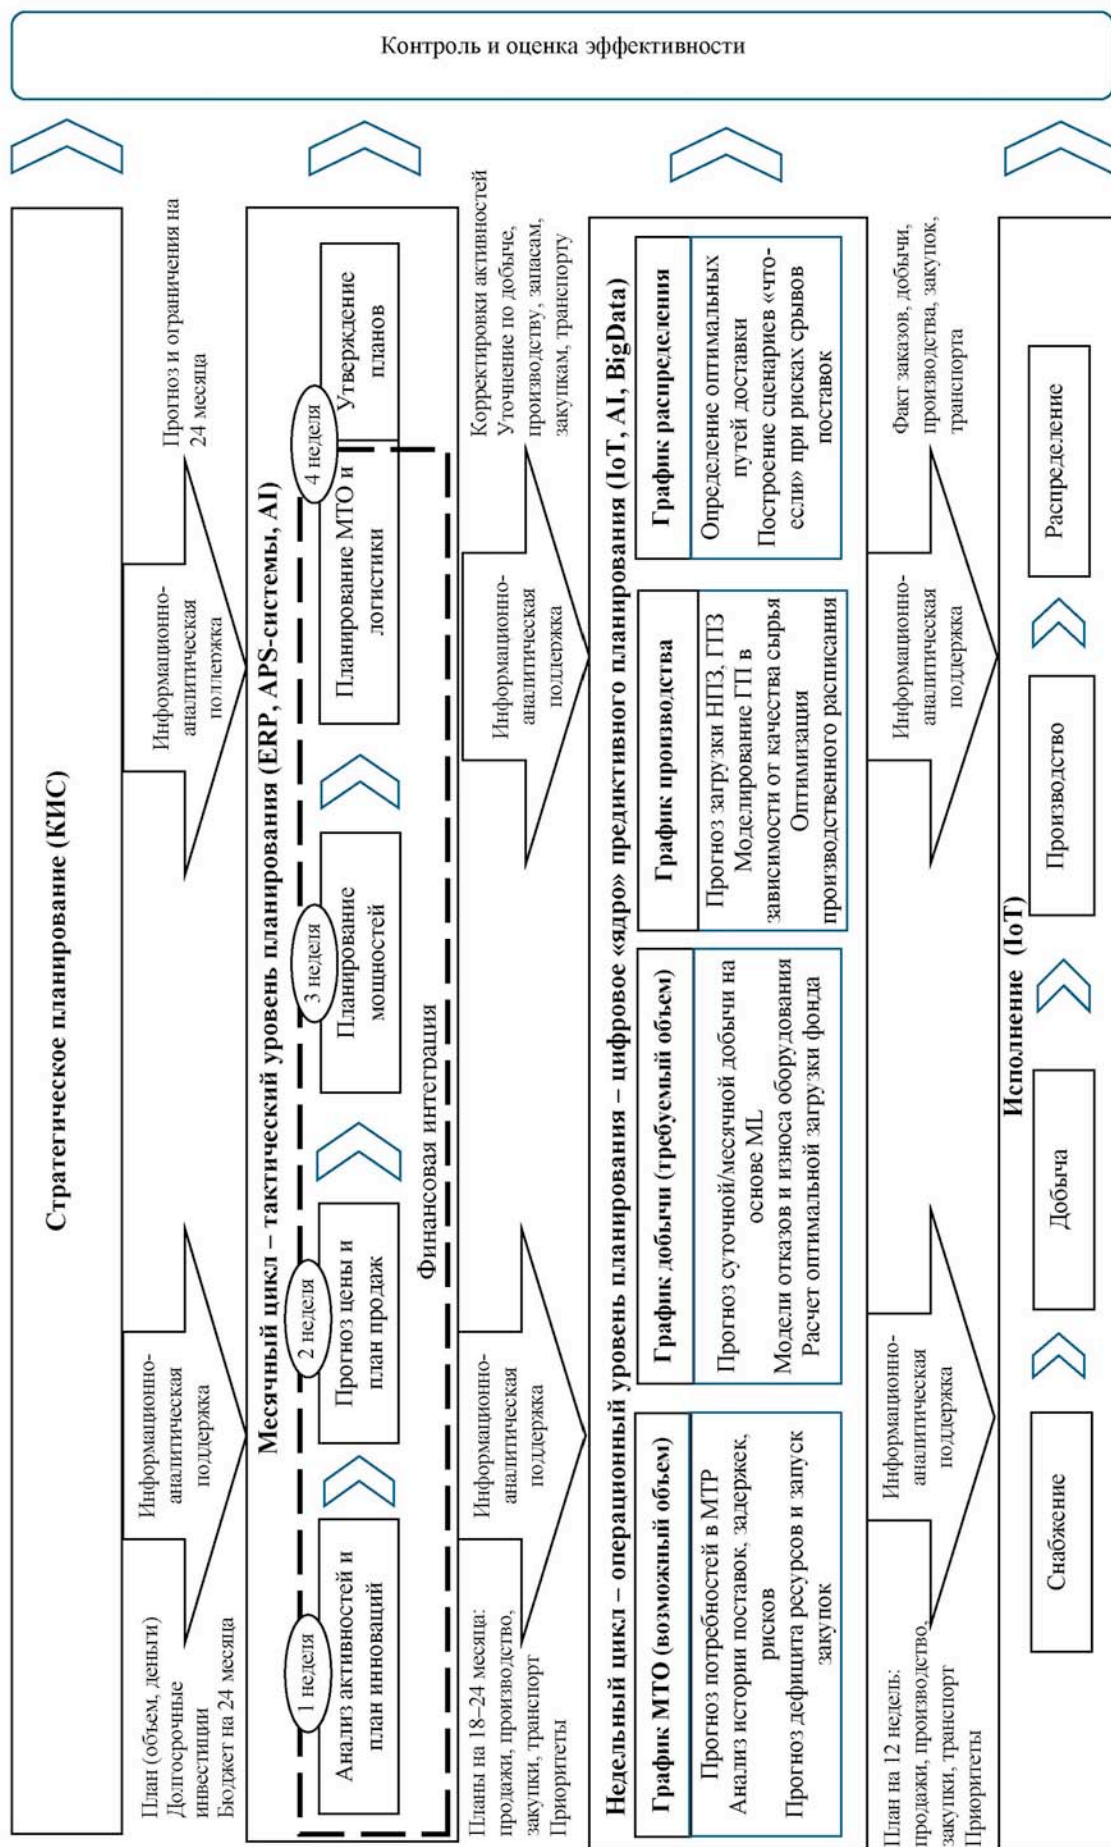 Контроль и оценка эффективности
Стратегическое планирование (КИС)
План (объем, деньги)
Долгосрочные
инвестиции
Бюджет на 24 месяца
Информационно-
аналитическая
поддержка
Информационно-
аналитическая
поллержка
Прогноз и ограничения на
24 месяца
Месячный цикл – тактический уровень планирования (ERP, APS-системы, AI)
1 неделя
Анализ активностей и
план инноваций
2 неделя
Прогноз цены и
план продаж
3 неделя
Планирование
мощностей
4 неделя
Планирование МТО и
логистики
Утверждение
планов
Финансовая интеграция
Планы на 18–24 месяца:
продажи, производство,
закупки, транспорт
Приоритеты
Информационно-
аналитическая
поддержка
Информационно-
аналитическая
поддержка
Корректировки активностей
Уточнение по добыче,
производству, запасам,
закупкам, транспорту
Недельный цикл – операционный уровень планирования – цифровое «ядро» предиктивного планирования (IoT, AI, BigData)
График МТО (возможный объем)
Прогноз потребностей в МТР
Анализ истории поставок, задержек,
рисков
Прогноз дефицита ресурсов и запуск
закупок
График добычи (требуемый объем)
Прогноз суточной/месячной добычи на
основе ML
Модели отказов и износа оборудования
Расчет оптимальной загрузки фонда
График производства
Прогноз загрузки НПЗ, ГПЗ
Моделирование ГП в
зависимости от качества сырья
Оптимизация
производственного расписания
График распределения
Определение оптимальных
путей доставки
Построение сценариев «что-
если» при рисках срывов
поставок
План на 12 недель:
продажи, производство,
закупки, транспорт
Приоритеты
Информационно-
аналитическая
поддержка
Информационно-
аналитическая
поддержка
Факт заказов, добычи,
производства, закупок,
транспорта
Исполнение (IoT)
Снабжение
Добыча
Производство
Распределение